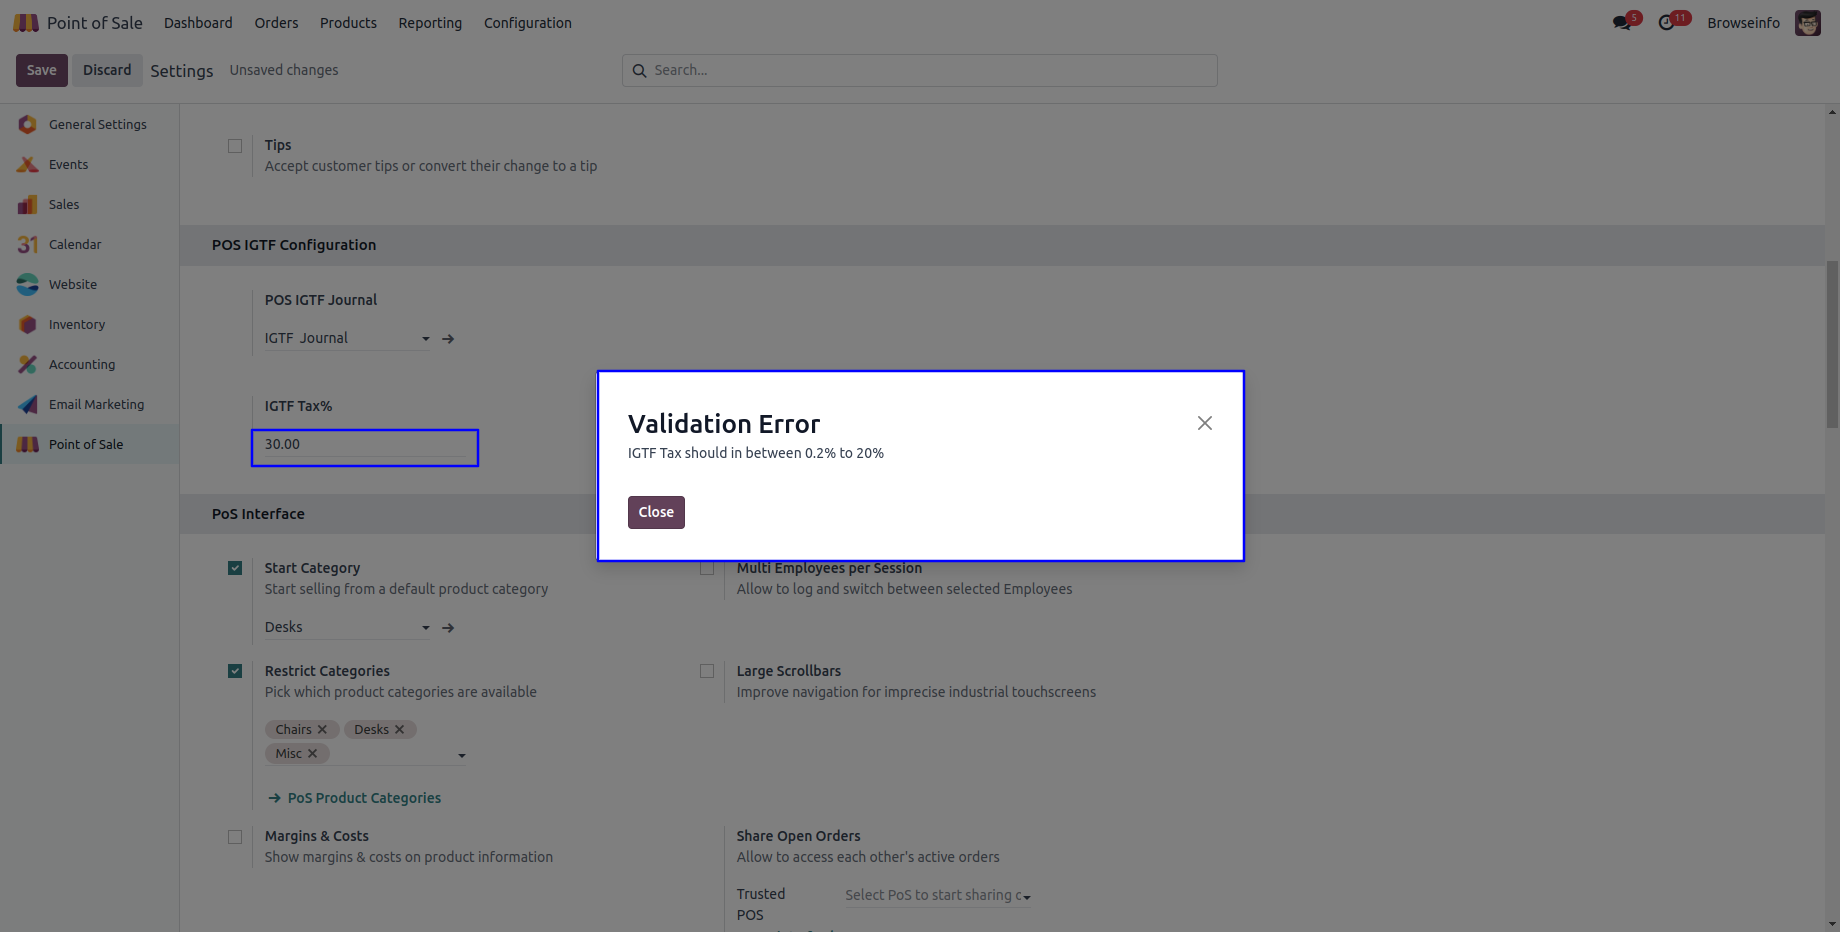 Point of Sale Dashboard Orders Products Reporting Configuration 5 11 Browseinfo
Save Discard Settings Unsaved changes Search...
General Settings
Events
Sales
31 Calendar
Website
Inventory
Accounting
Email Marketing
Point of Sale
Tips
Accept customer tips or convert their change to a tip
POS IGTF Configuration
POS IGTF Journal
IGTF Journal
IGTF Tax%
30.00
Validation Error
IGTF Tax should in between 0.2% to 20%
Close
PoS Interface
Start Category
Start selling from a default product category
Desks
Multi Employees per Session
Allow to log and switch between selected Employees
Restrict Categories
Pick which product categories are available
Chairs Desks
Misc
PoS Product Categories
Large Scrollbars
Improve navigation for imprecise industrial touchscreens
Margins & Costs
Show margins & costs on product information
Share Open Orders
Allow to access each other's active orders
Trusted
POS
Select PoS to start sharing